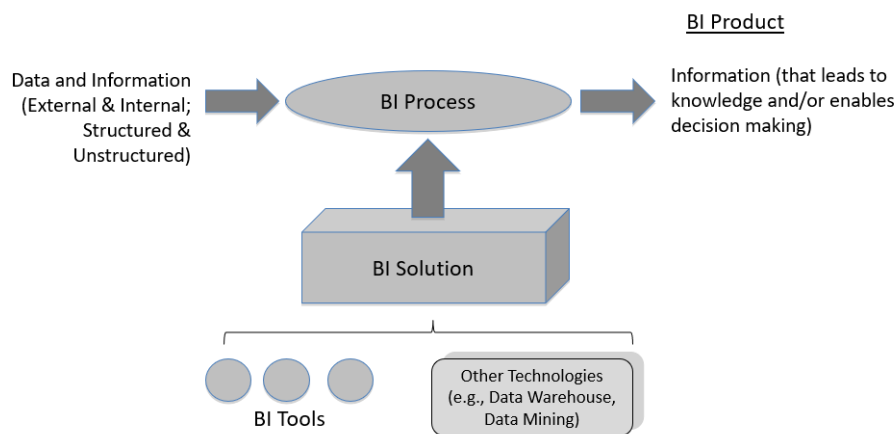 BI Product
Data and Information
(External & Internal;
Structured &
Unstructured)
BI Process
Information (that leads to
knowledge and/or enables
decision making)
BI Solution
BI Tools
Other Technologies
(e.g., Data Warehouse,
Data Mining)